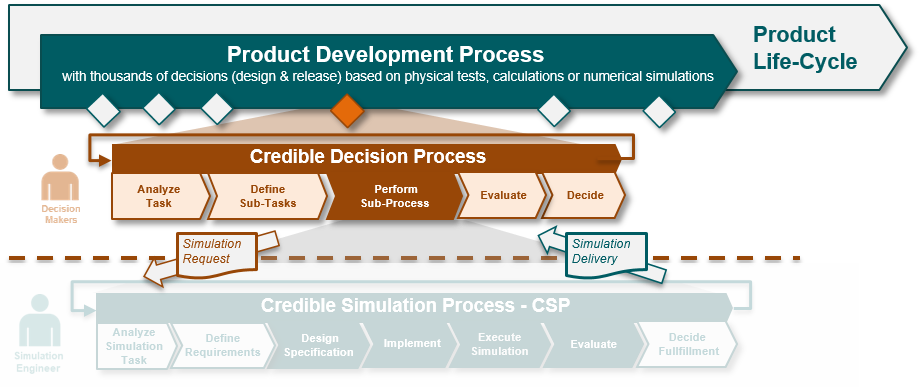 Product
Life-Cycle
Product Development Process
with thousands of decisions (design & release) based on physical tests, calculations or numerical simulations
Credible Decision Process
Decision
Makers
Analyze
Task
Define
Sub-Tasks
Perform
Sub-Process
Evaluate
Decide
Simulation
Request
Simulation
Delivery
Credible Simulation Process - CSP
Simulation
Engineer
Analyze
Simulation
Task
Define
Requirements
Design
Specification
Implement
Execute
Simulation
Evaluate
Decide
Fullfillment